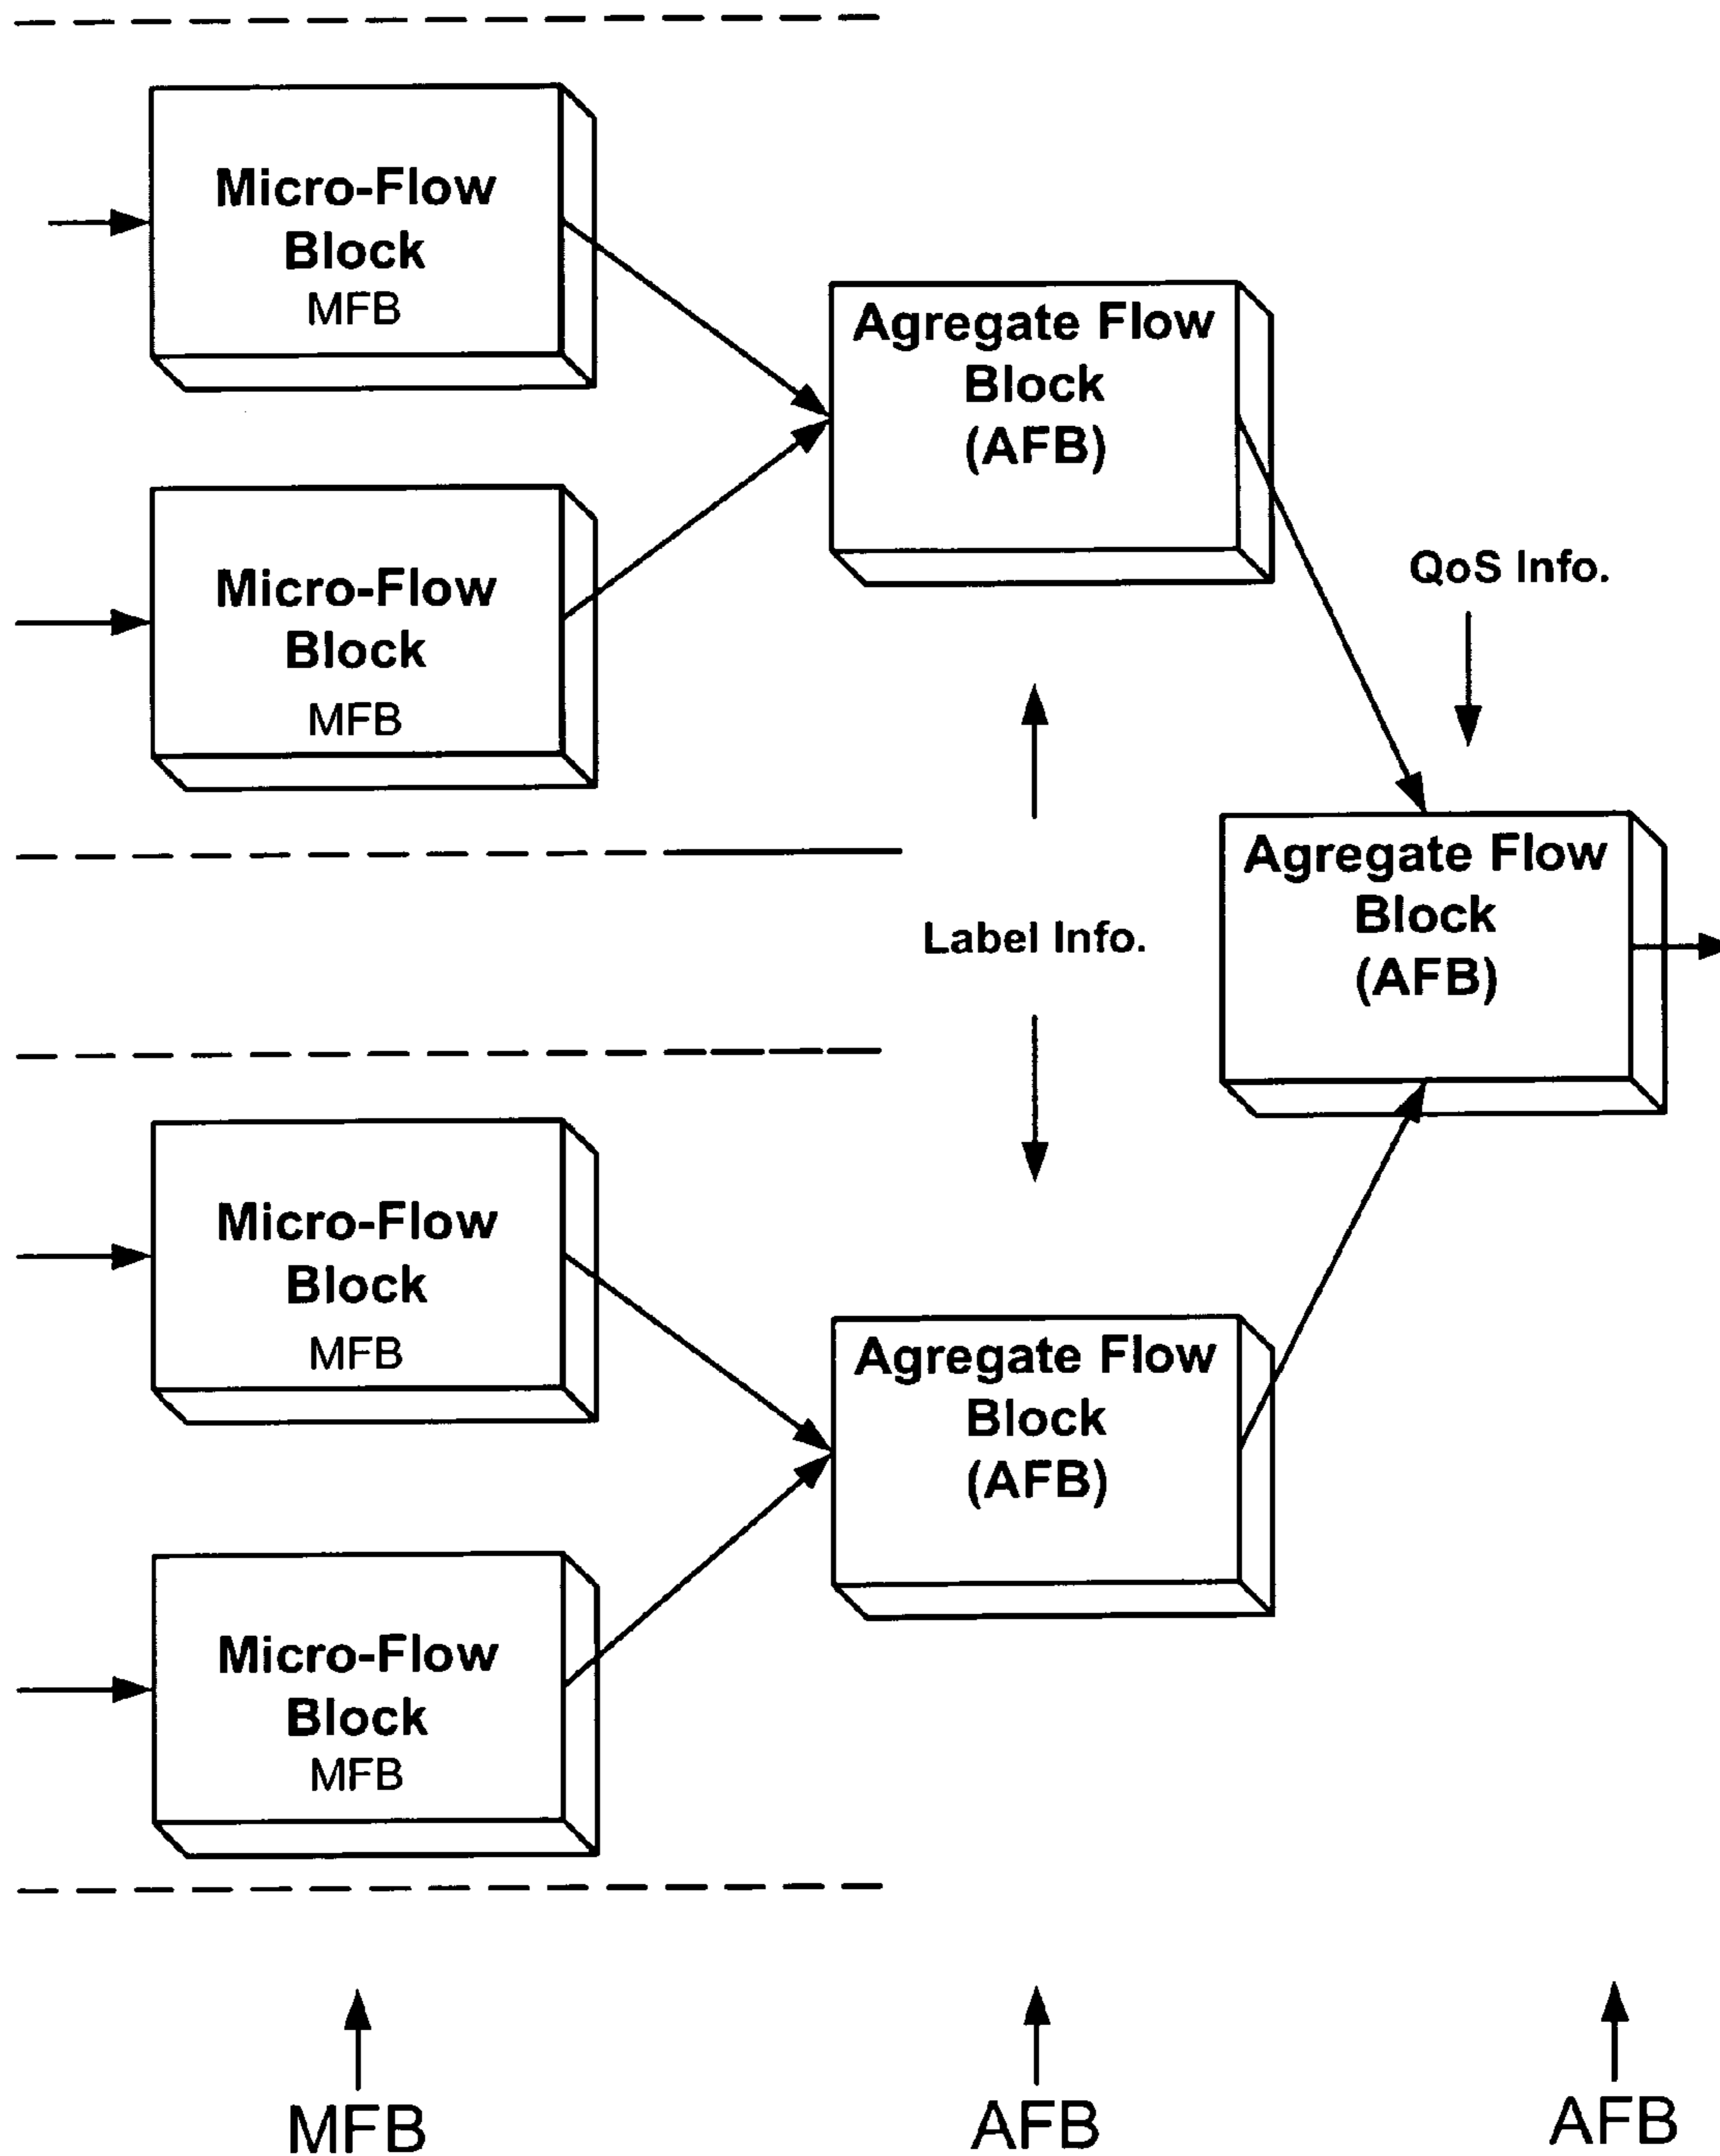 Micro-Flow
Block
MFB
Agregate Flow
Block
(AFB)
Micro-Flow
Block
MFB
QoS Info.
Agregate Flow
Block
(AFB)
Label Info.
Micro-Flow
Block
MFB
Agregate Flow
Block
(AFB)
Micro-Flow
Block
MFB
MFB
AFB
AFB